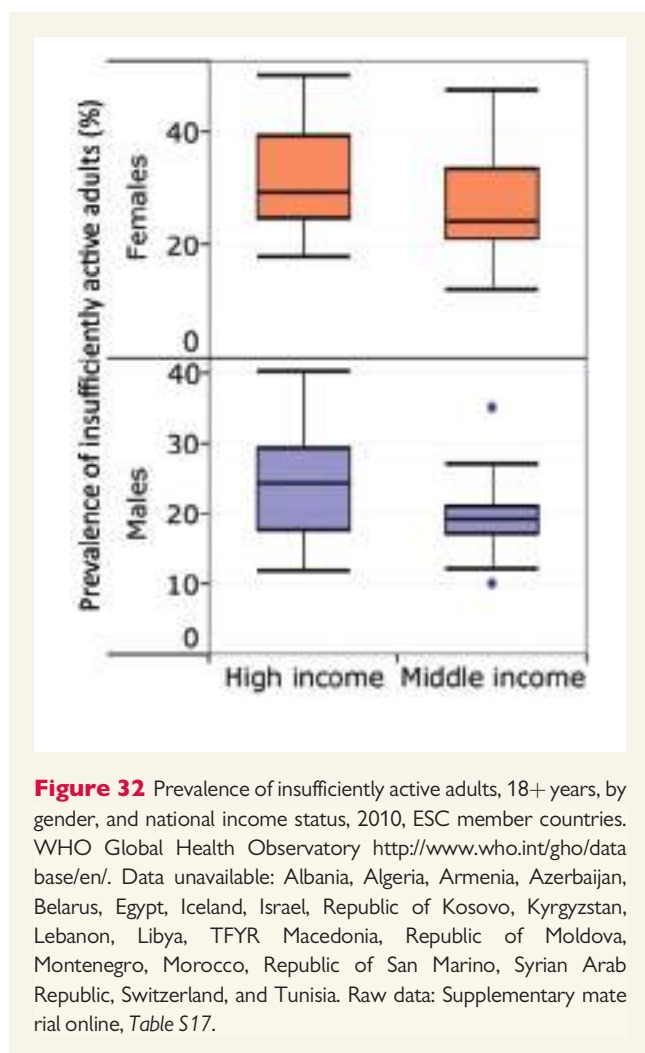 Prevalence of insufficiently active adults (%)
Females
40
20
0
Males
40
30
20
10
0
High income Middle income
Figure 32 Prevalence of insufficiently active adults, 18+ years, by
gender, and national income status, 2010, ESC member countries.
WHO Global Health Observatory http://www.who.int/gho/data
base/en/. Data unavailable: Albania, Algeria, Armenia, Azerbaijan,
Belarus, Egypt, Iceland, Israel, Republic of Kosovo, Kyrgyzstan,
Lebanon, Libya, TFYR Macedonia, Republic of Moldova,
Montenegro, Morocco, Republic of San Marino, Syrian Arab
Republic, Switzerland, and Tunisia. Raw data: Supplementary mate
rial online, Table S17.